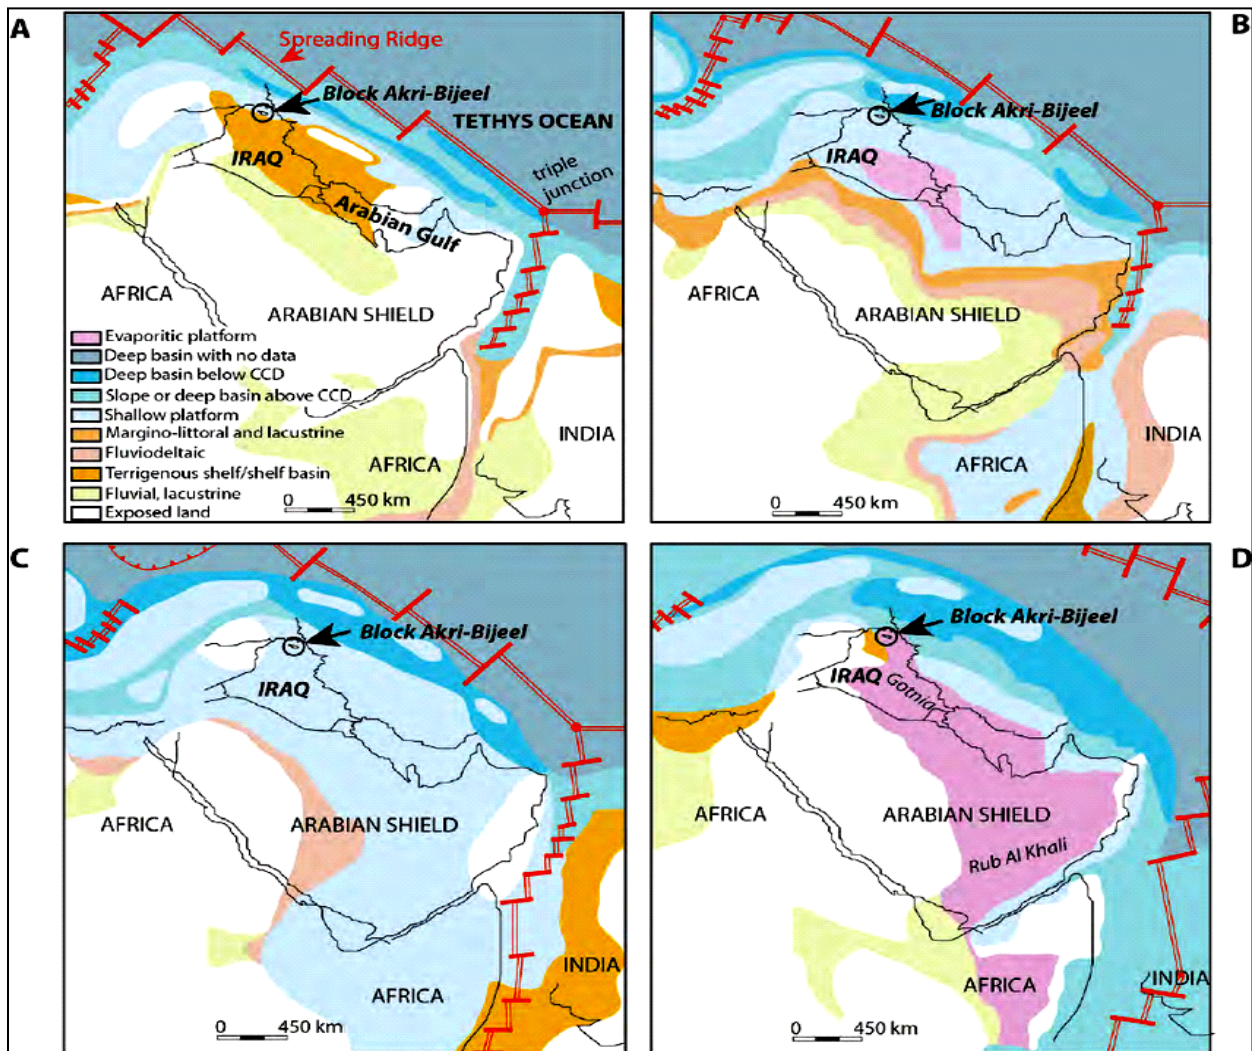 A
Spreading Ridge
Block Akri-Bijeel
TETHYS OCEAN
IRAQ
triple
junction
Arabian Gulf
AFRICA
ARABIAN SHIELD
Evaporitic platform
Deep basin with no data
Deep basin below CCD
Slope or deep basin above CCD
Shallow platform
Margino-littoral and lacustrine
Fluviodeltaic
Terrigenous shelf/shelf basin
Fluvial, lacustrine
Exposed land
INDIA
AFRICA
0 450 km
B
Block Akri-Bijeel
IRAQ
AFRICA
ARABIAN SHIELD
INDIA
AFRICA
0 450 km
C
Block Akri-Bijeel
IRAQ
AFRICA
ARABIAN SHIELD
INDIA
AFRICA
0 450 km
D
Block Akri-Bijeel
IRAQ
Gotnia
AFRICA
ARABIAN SHIELD
Rub Al Khali
INDIA
AFRICA
0 450 km